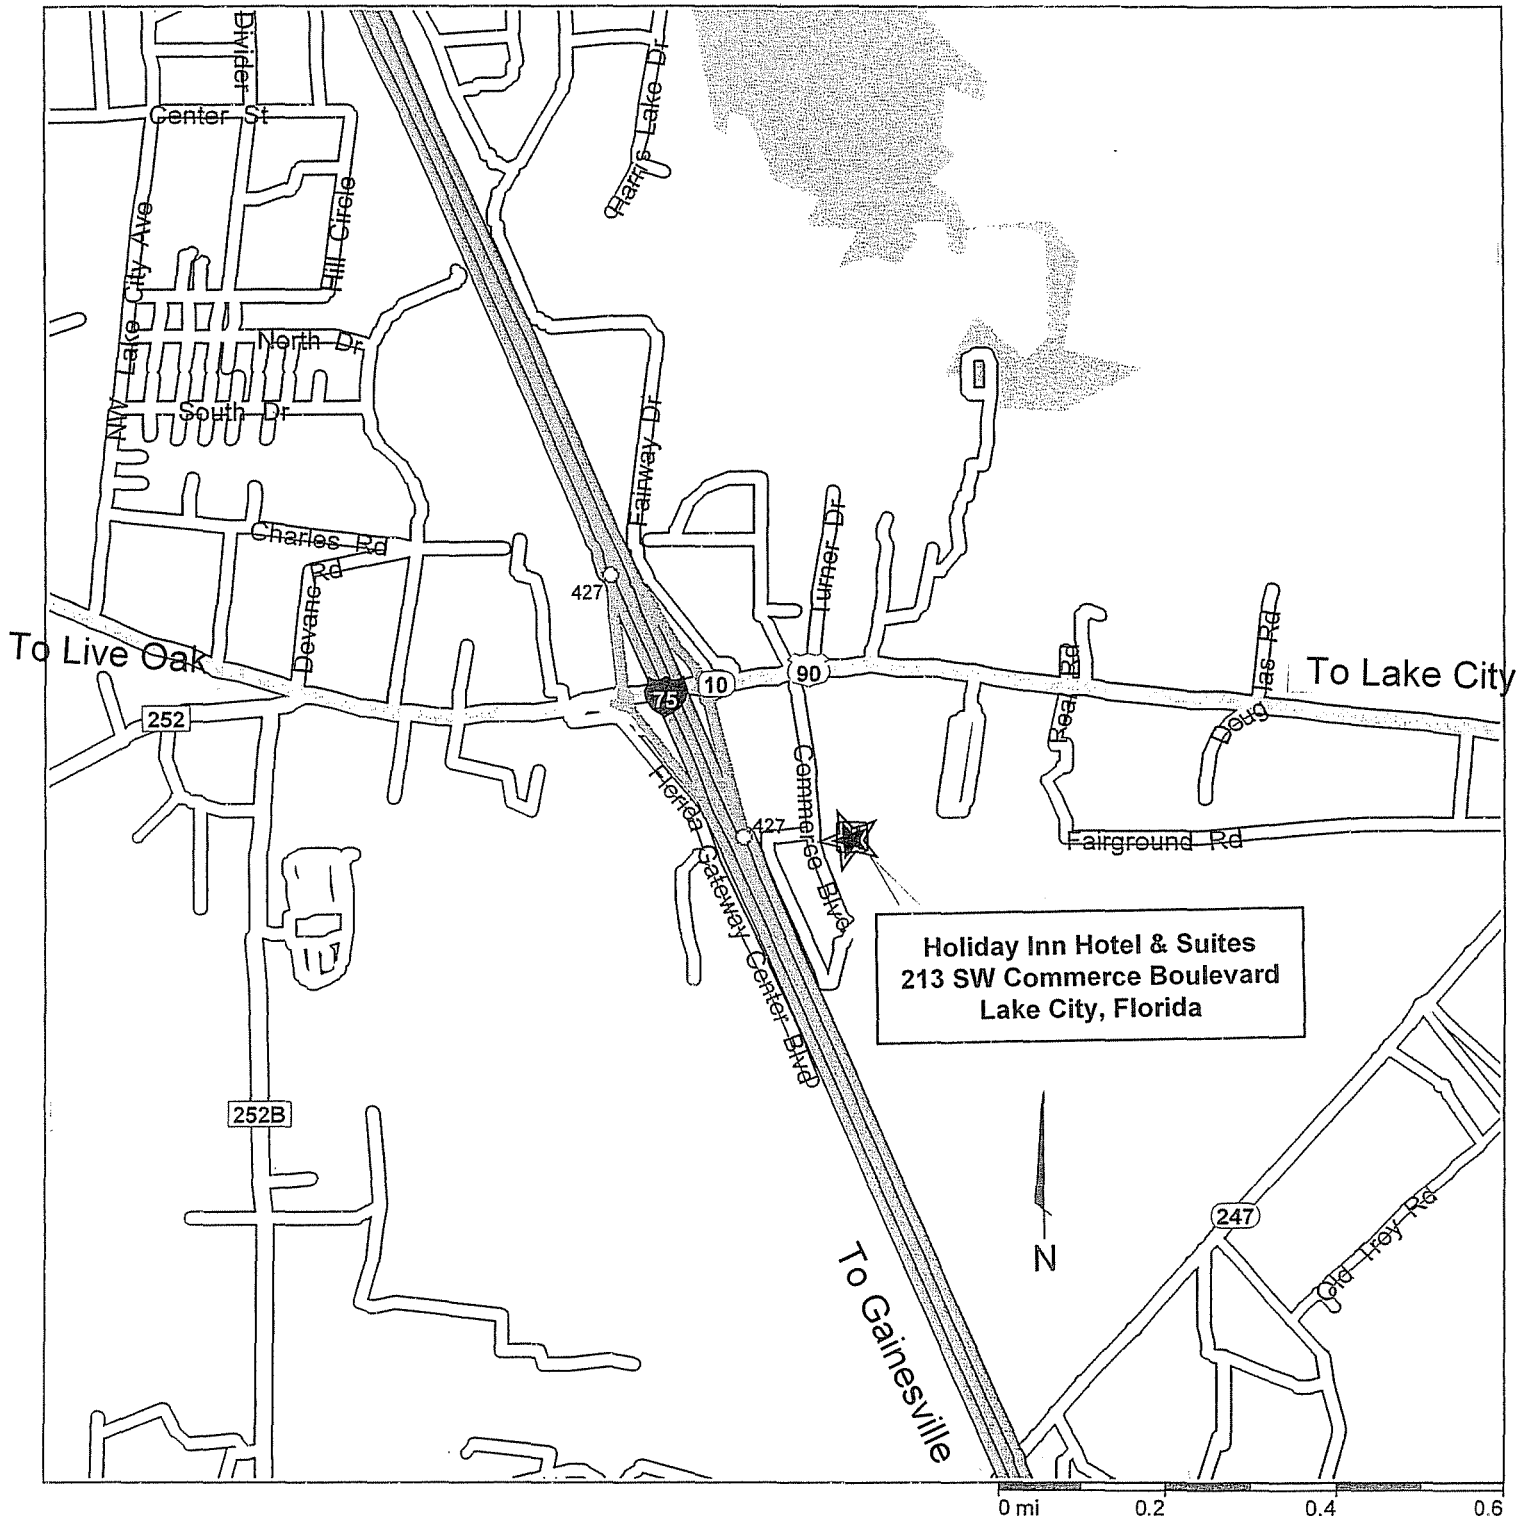 Divider
Center St
Harris Lake Dr
Hill Circle
NW Lake City Ave
North Dr
South Dr
Fairway Dr
Charles Rd
Devane Rd
Turner Dr
427
To Live Oak
75
10
90
To Lake City
252
Real Rd
Douglas Rd
Florida Gateway Center Blvd
427
Commerce Blvd
Fairground Rd
Holiday Inn Hotel & Suites
213 SW Commerce Boulevard
Lake City, Florida
252B
N
247
Old Troy Rd
To Gainesville
0 mi 0.2 0.4 0.6